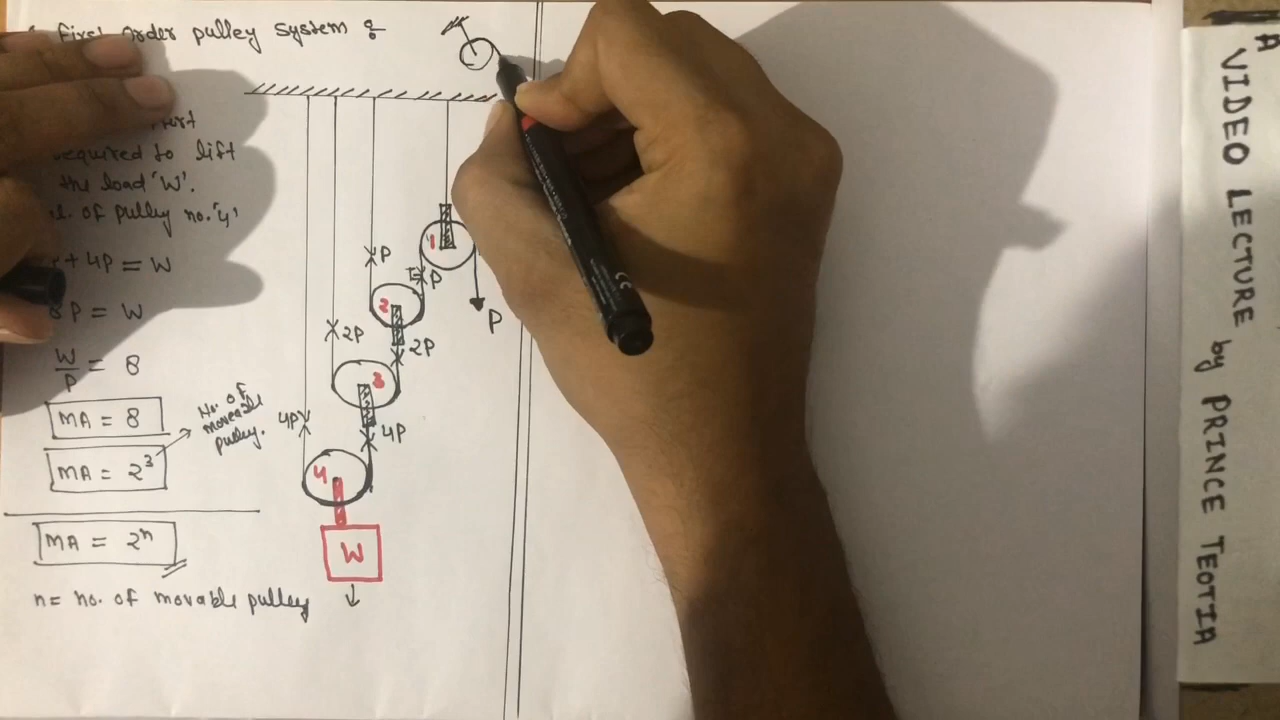 First order pulley system :
required to lift
the load 'W'.
of pulley no. '4'
+ 4P = W
P = W
W/P = 8
MA = 8
MA = 2³
No. of
moveable
pulley.
MA = 2ⁿ
n = no. of movable pulley
1
P
P
P
2
2P
2P
3
4P
4P
4
W
A
VIDEO LECTURE by PRINCE TEOTIA